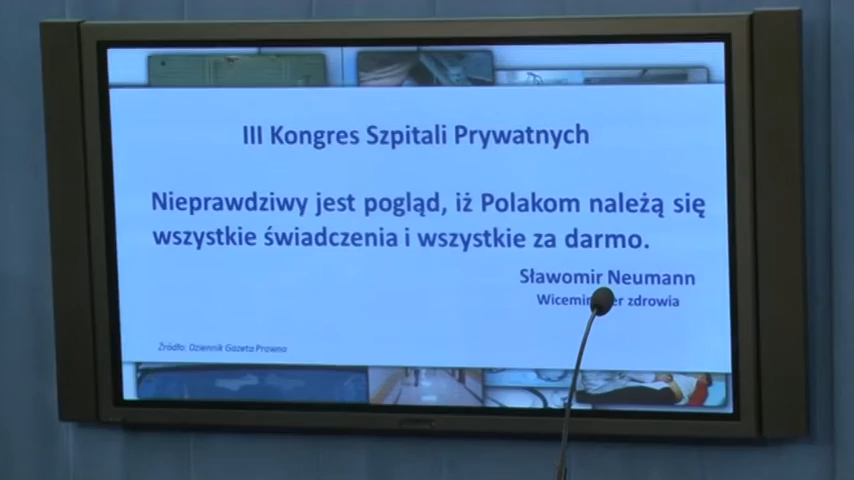 III Kongres Szpitali Prywatnych
Nieprawdziwy jest pogląd, iż Polakom należą się
wszystkie świadczenia i wszystkie za darmo.
Sławomir Neumann
zdrowia
Źródło: Dziennik Gazeta Prawna